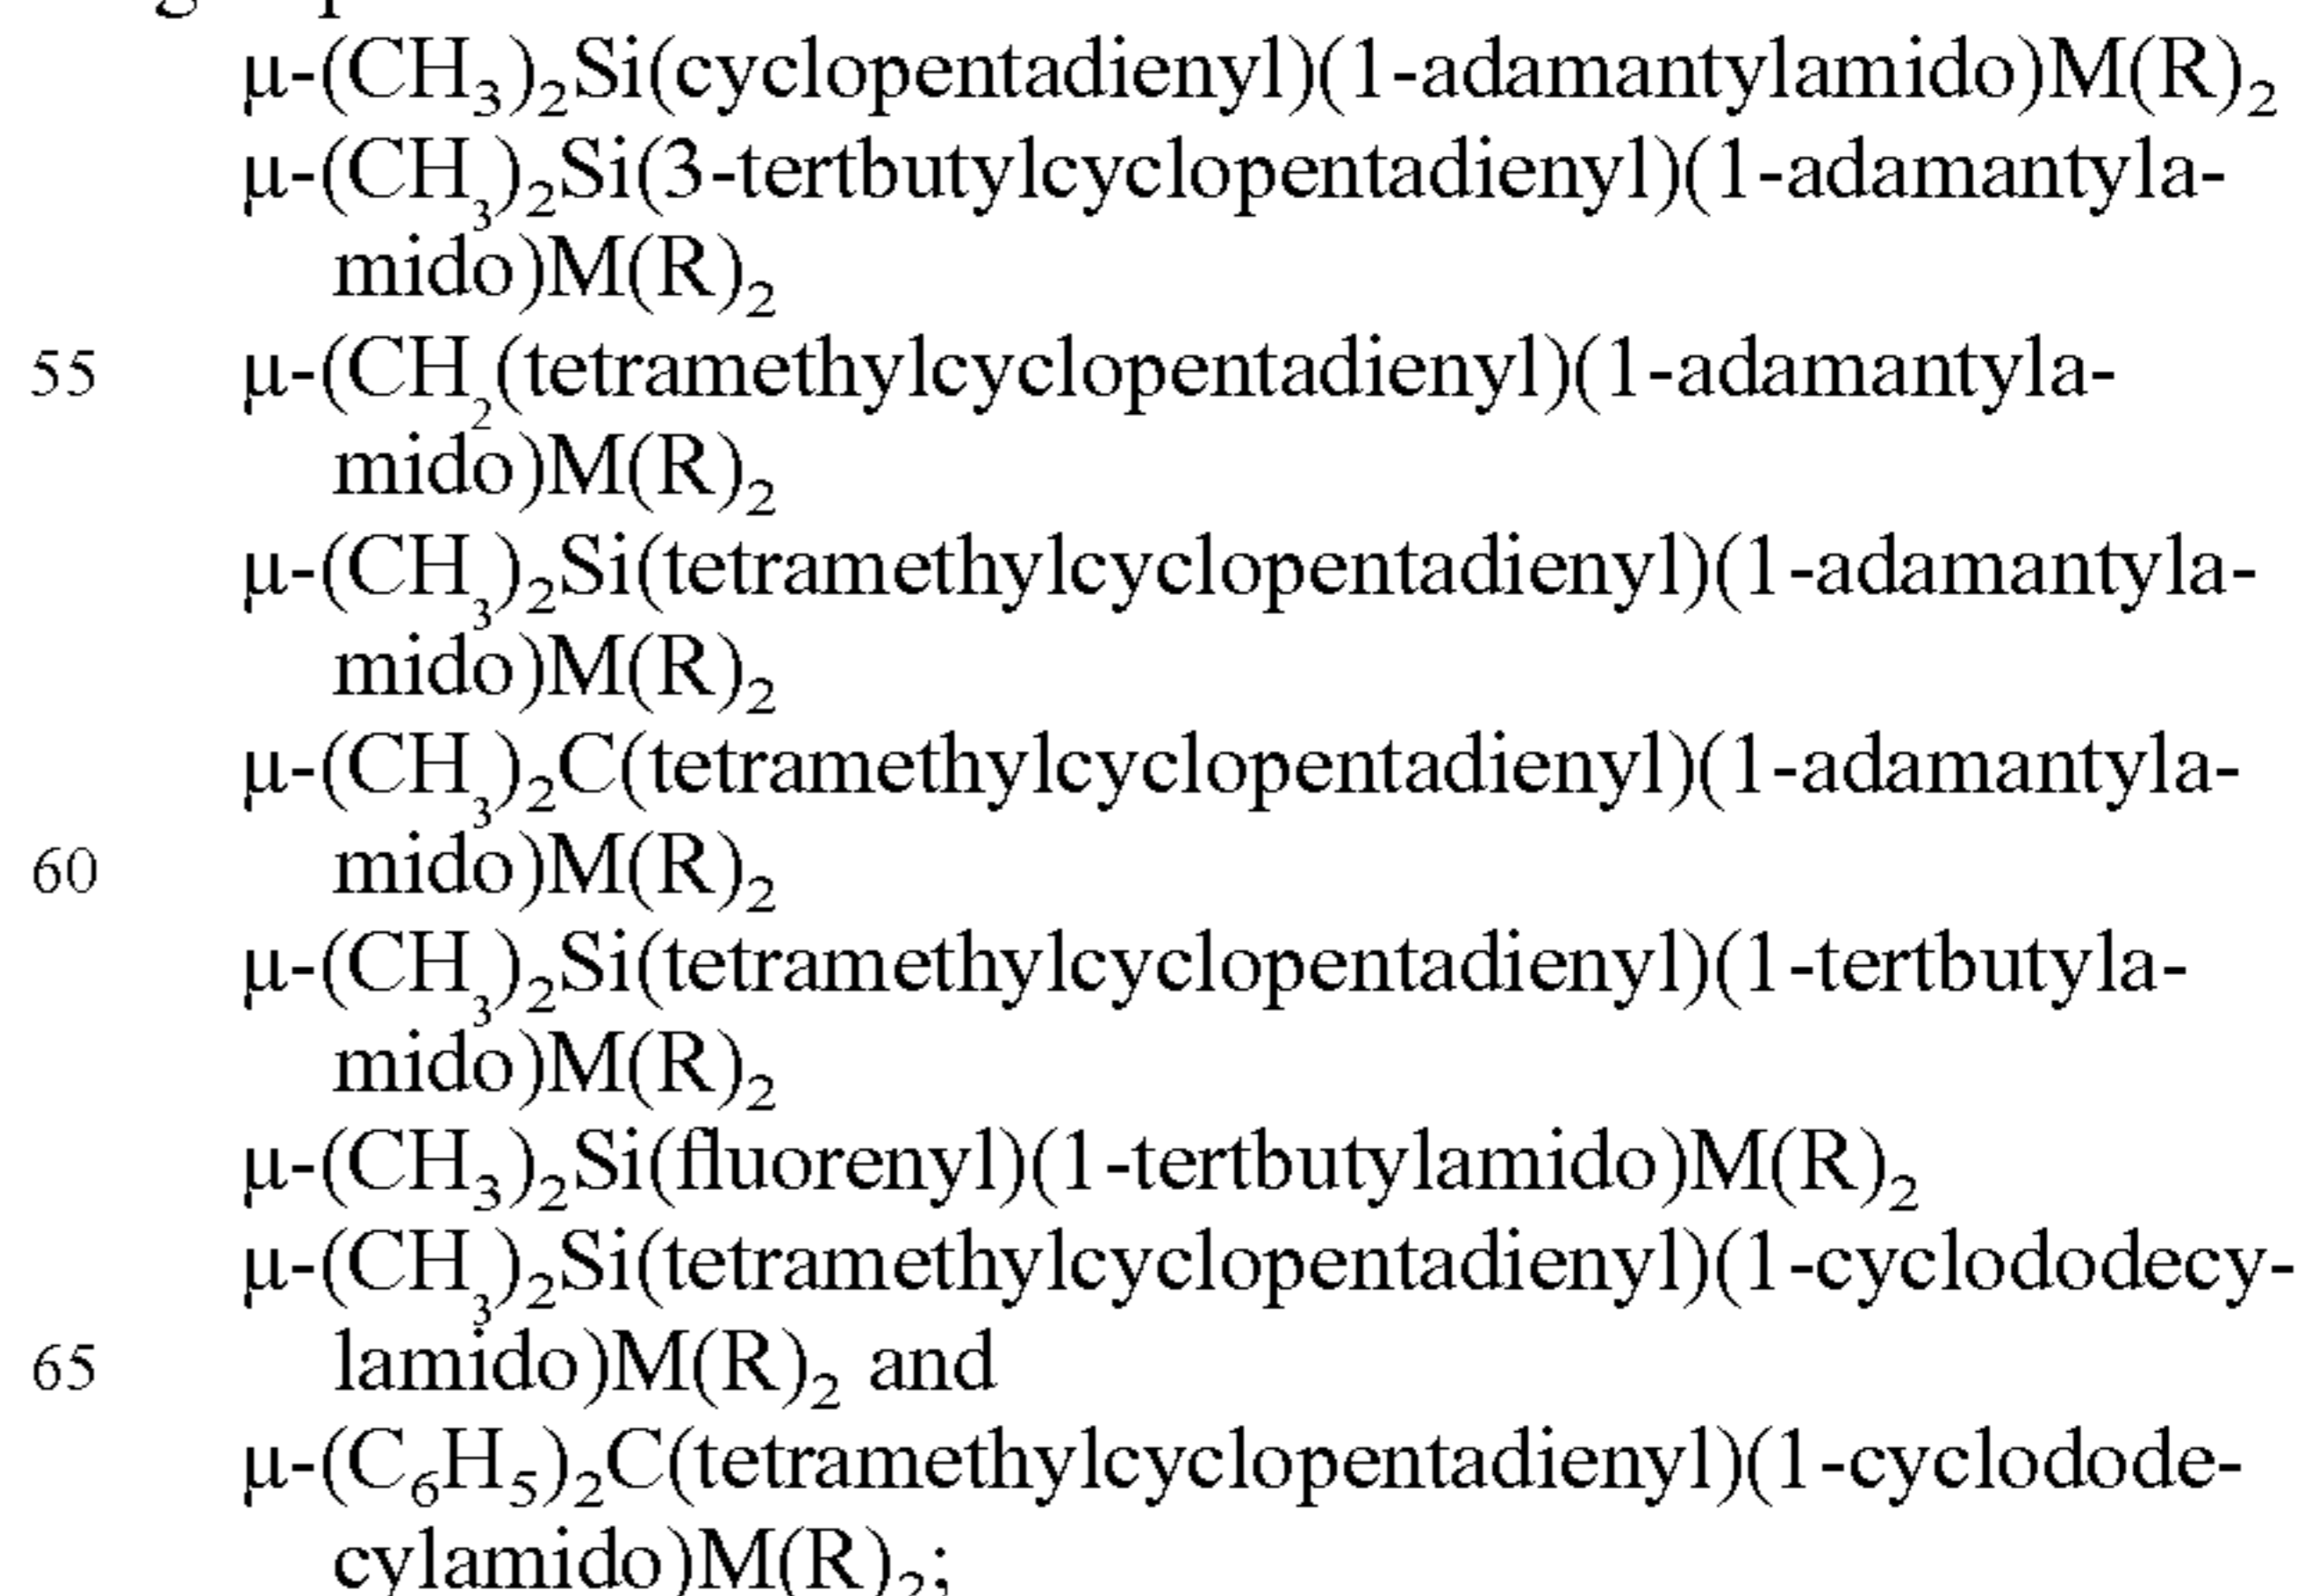 μ-(CH₃)₂Si(cyclopentadienyl)(1-adamantylamido)M(R)₂
μ-(CH₃)₂Si(3-tertbutylcyclopentadienyl)(1-adamantyla-
mido)M(R)₂
55 μ-(CH₂(tetramethylcyclopentadienyl)(1-adamantyla-
mido)M(R)₂
μ-(CH₃)₂Si(tetramethylcyclopentadienyl)(1-adamantyla-
mido)M(R)₂
μ-(CH₃)₂C(tetramethylcyclopentadienyl)(1-adamantyla-
60 mido)M(R)₂
μ-(CH₃)₂Si(tetramethylcyclopentadienyl)(1-tertbutyla-
mido)M(R)₂
μ-(CH₃)₂Si(fluorenyl)(1-tertbutylamido)M(R)₂
μ-(CH₃)₂Si(tetramethylcyclopentadienyl)(1-cyclododecy-
65 lamido)M(R)₂ and
μ-(C₆H₅)₂C(tetramethylcyclopentadienyl)(1-cyclodode-
cylamido)M(R)₂;